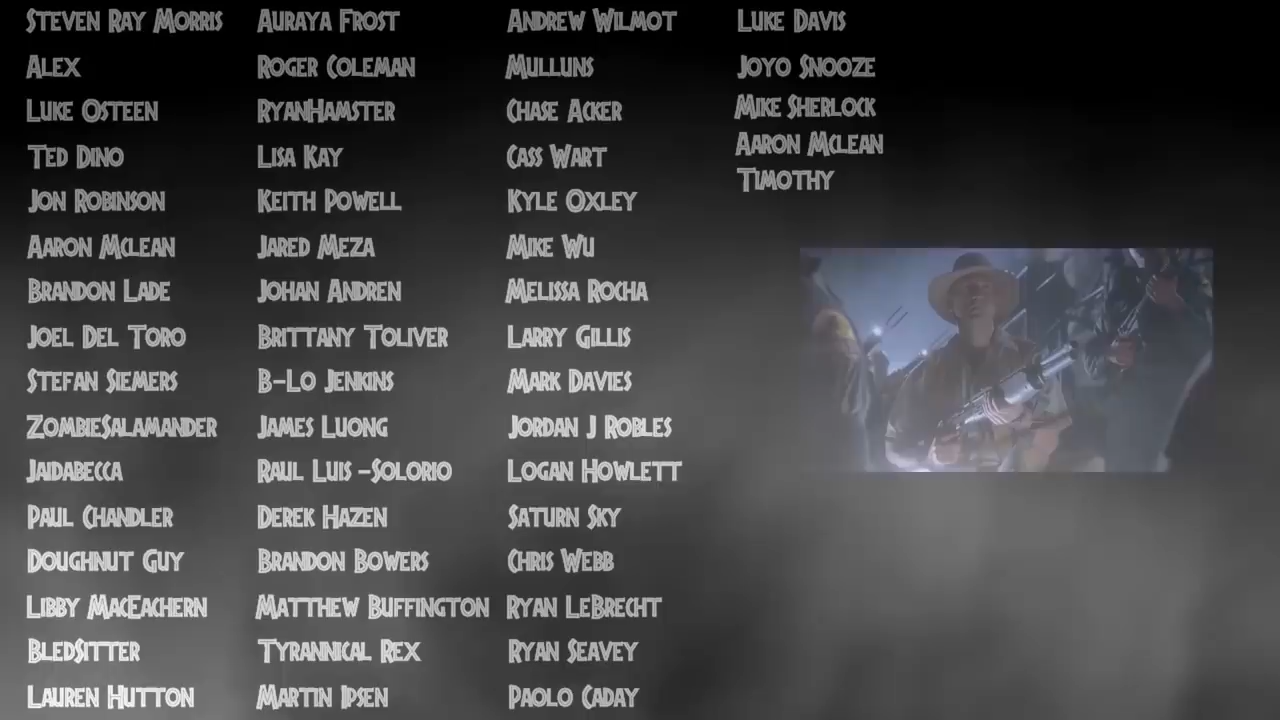 Steven Ray Morris
Alex
Luke Osteen
Ted Dino
Jon Robinson
Aaron Mclean
Brandon Lade
Joel Del Toro
Stefan Siemers
ZombieSalamander
Jaidabecca
Paul Chandler
Doughnut Guy
Libby MacEachern
BledSitter
Lauren Hutton
Auraya Frost
Roger Coleman
RyanHamster
Lisa Kay
Keith Powell
Jared Meza
Johan Andren
Brittany Toliver
B-Lo Jenkins
James Luong
Raul Luis -Solorio
Derek Hazen
Brandon Bowers
Matthew Buffington
Tyrannical Rex
Martin Ipsen
Andrew Wilmot
Mulluns
Chase Acker
Cass Wart
Kyle Oxley
Mike Wu
Melissa Rocha
Larry Gillis
Mark Davies
Jordan J Robles
Logan Howlett
Saturn Sky
Chris Webb
Ryan LeBrecht
Ryan Seavey
Paolo Caday
Luke Davis
Joyo Snooze
Mike Sherlock
Aaron Mclean
Timothy